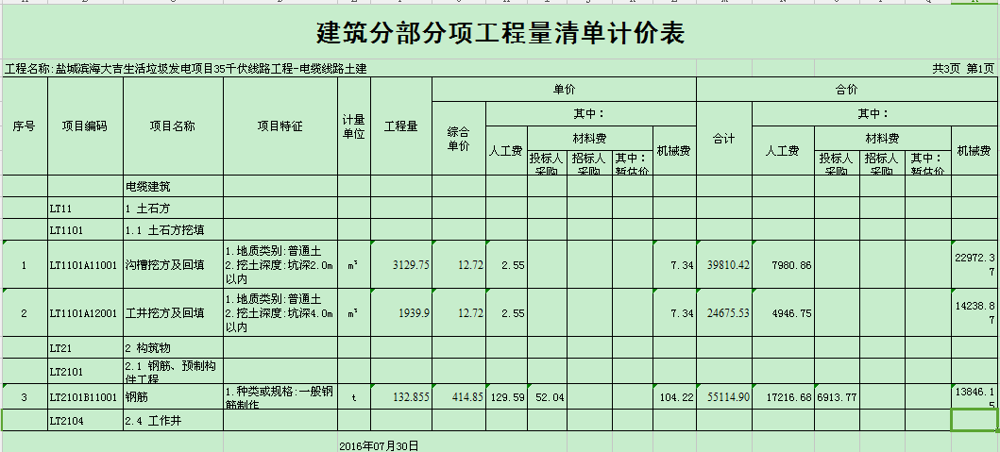 建筑分部分项工程量清单计价表
工程名称:盐城滨海大吉生活垃圾发电项目35千伏线路工程-电缆线路土建 共3页 第1页
序号 项目编码 项目名称 项目特征 计量单位 工程量 单价 合价
综合单价 其中： 合计 其中：
人工费 材料费 机械费 人工费 材料费 机械费
投标人采购 招标人采购 其中：暂估价 投标人采购 招标人采购 其中：暂估价
电缆建筑
LT11 1 土石方
LT1101 1.1 土石方挖填
1 LT1101A11001 沟槽挖方及回填 1.地质类别:普通土 2.挖土深度:坑深2.0m以内 m³ 3129.75 12.72 2.55 7.34 39810.42 7980.86 22972.37
2 LT1101A12001 工井挖方及回填 1.地质类别:普通土 2.挖土深度:坑深4.0m以内 m³ 1939.9 12.72 2.55 7.34 24675.53 4946.75 14238.87
LT21 2 构筑物
LT2101 2.1 钢筋、预制构件工程
3 LT2101B11001 钢筋 1.种类或规格:一般钢筋制作 t 132.855 414.85 129.59 52.04 104.22 55114.90 17216.68 6913.77 13846.15
LT2104 2.4 工作井
2016年07月30日